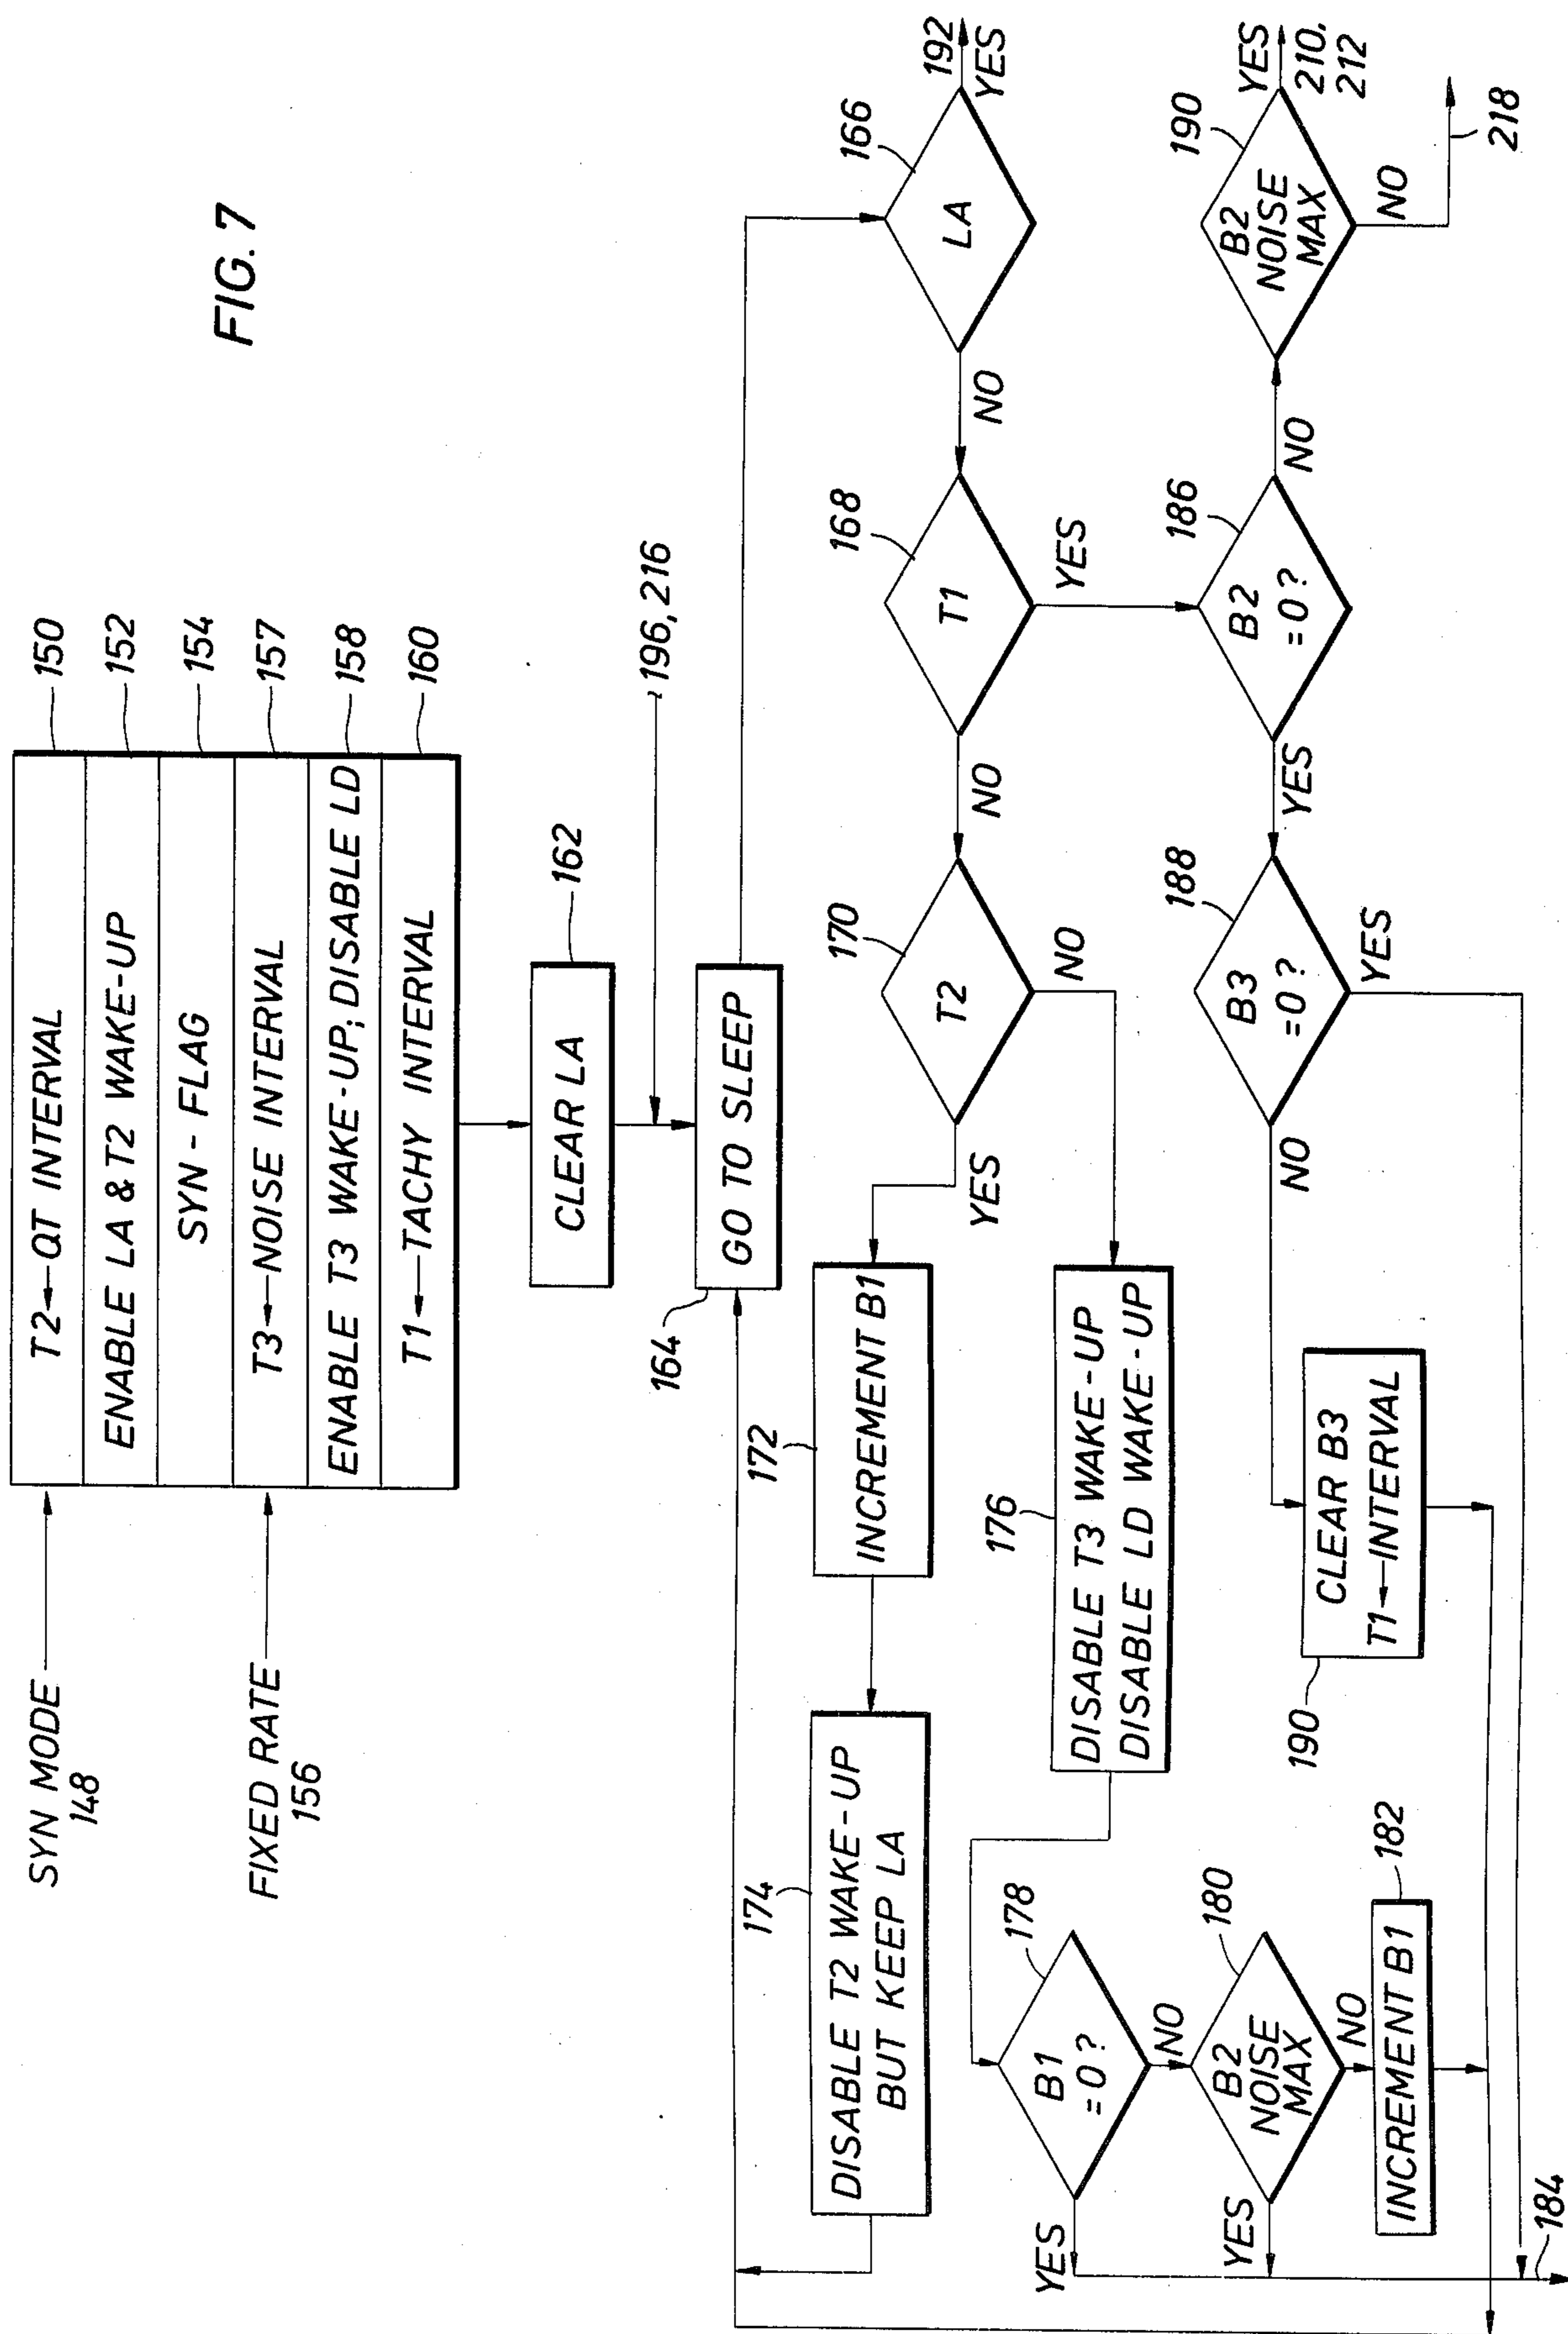 FIG. 7
SYN MODE
148
FIXED RATE
156
T2←QT INTERVAL
150
ENABLE LA & T2 WAKE-UP
152
SYN - FLAG
154
T3←NOISE INTERVAL
157
ENABLE T3 WAKE-UP; DISABLE LD
158
T1←TACHY INTERVAL
160
CLEAR LA
162
196, 216
GO TO SLEEP
164
LA
166
YES
192
NO
T1
168
YES
NO
T2
170
YES
NO
INCREMENT B1
172
DISABLE T2 WAKE-UP
BUT KEEP LA
174
DISABLE T3 WAKE-UP
DISABLE LD WAKE-UP
176
B1
=0?
178
YES
NO
B2
NOISE
MAX
180
YES
NO
INCREMENT B1
182
184
B2
=0?
186
YES
NO
B3
=0?
188
YES
NO
CLEAR B3
T1←INTERVAL
190
B2
NOISE
MAX
190
YES
210,
212
NO
218